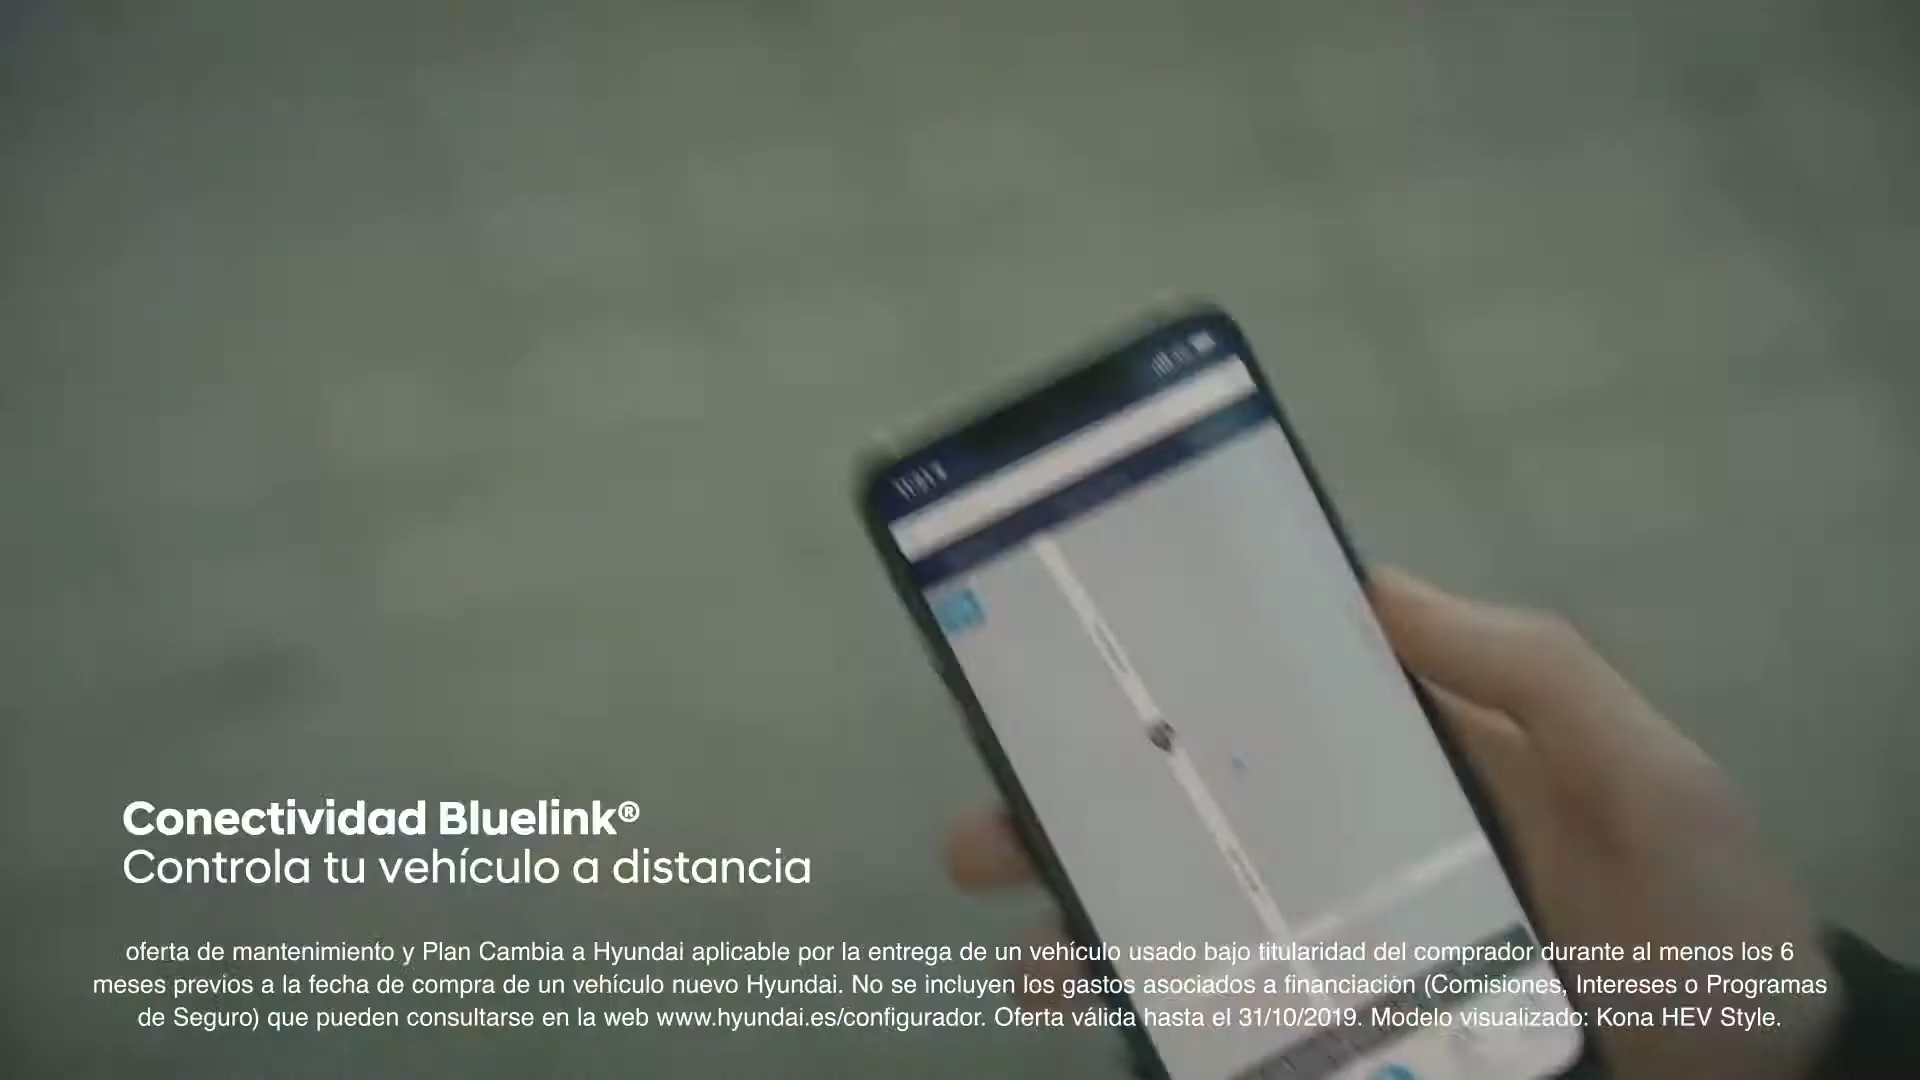 Conectividad Bluelink®
Controla tu vehículo a distancia
oferta de mantenimiento y Plan Cambia a Hyundai aplicable por la entrega de un vehículo usado bajo titularidad del comprador durante al menos los 6
meses previos a la fecha de compra de un vehículo nuevo Hyundai. No se incluyen los gastos asociados a financiación (Comisiones, Intereses o Programas
de Seguro) que pueden consultarse en la web www.hyundai.es/configurador. Oferta válida hasta el 31/10/2019. Modelo visualizado: Kona HEV Style.